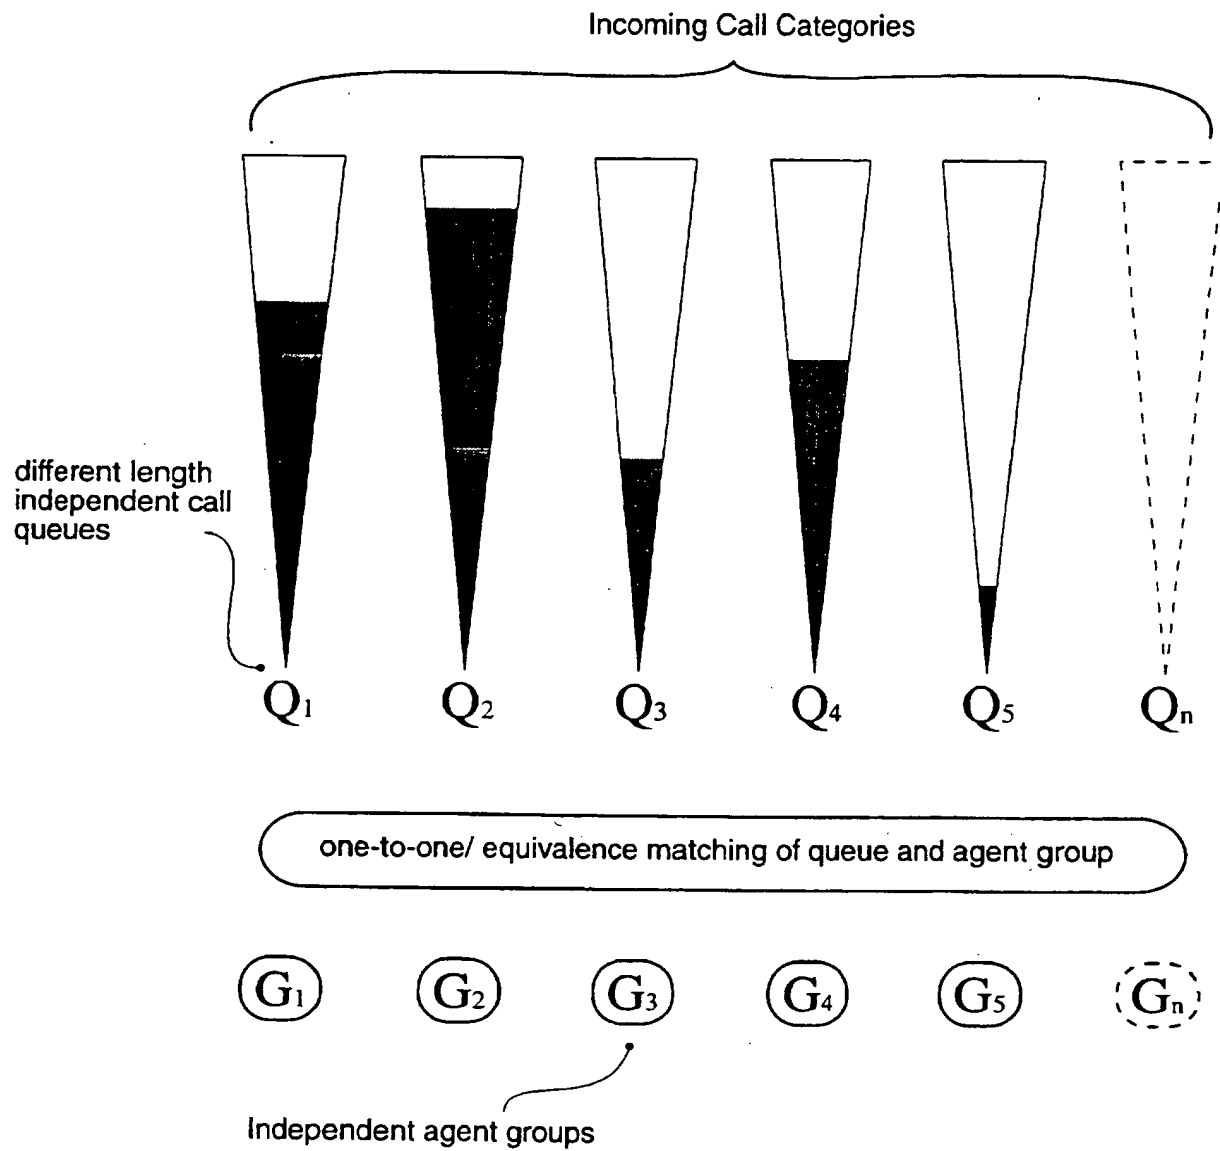 Incoming Call Categories
different length
independent call
queues
Q1 Q2 Q3 Q4 Q5 Qn
one-to-one/ equivalence matching of queue and agent group
G1 G2 G3 G4 G5 Gn
Independent agent groups